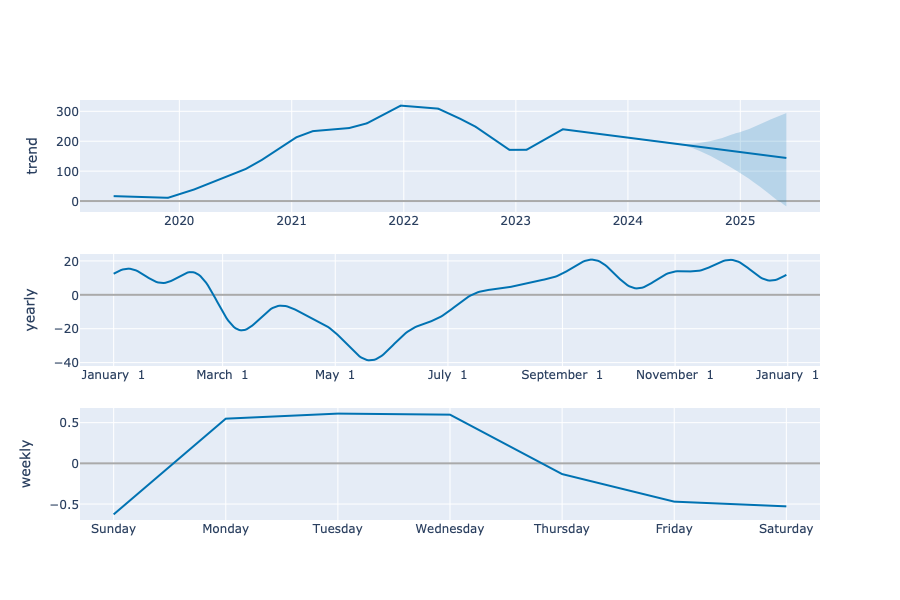 trend
300
200
100
0
2020 2021 2022 2023 2024 2025
yearly
20
0
−20
−40
January 1 March 1 May 1 July 1 September 1 November 1 January 1
weekly
0.5
0
−0.5
Sunday Monday Tuesday Wednesday Thursday Friday Saturday